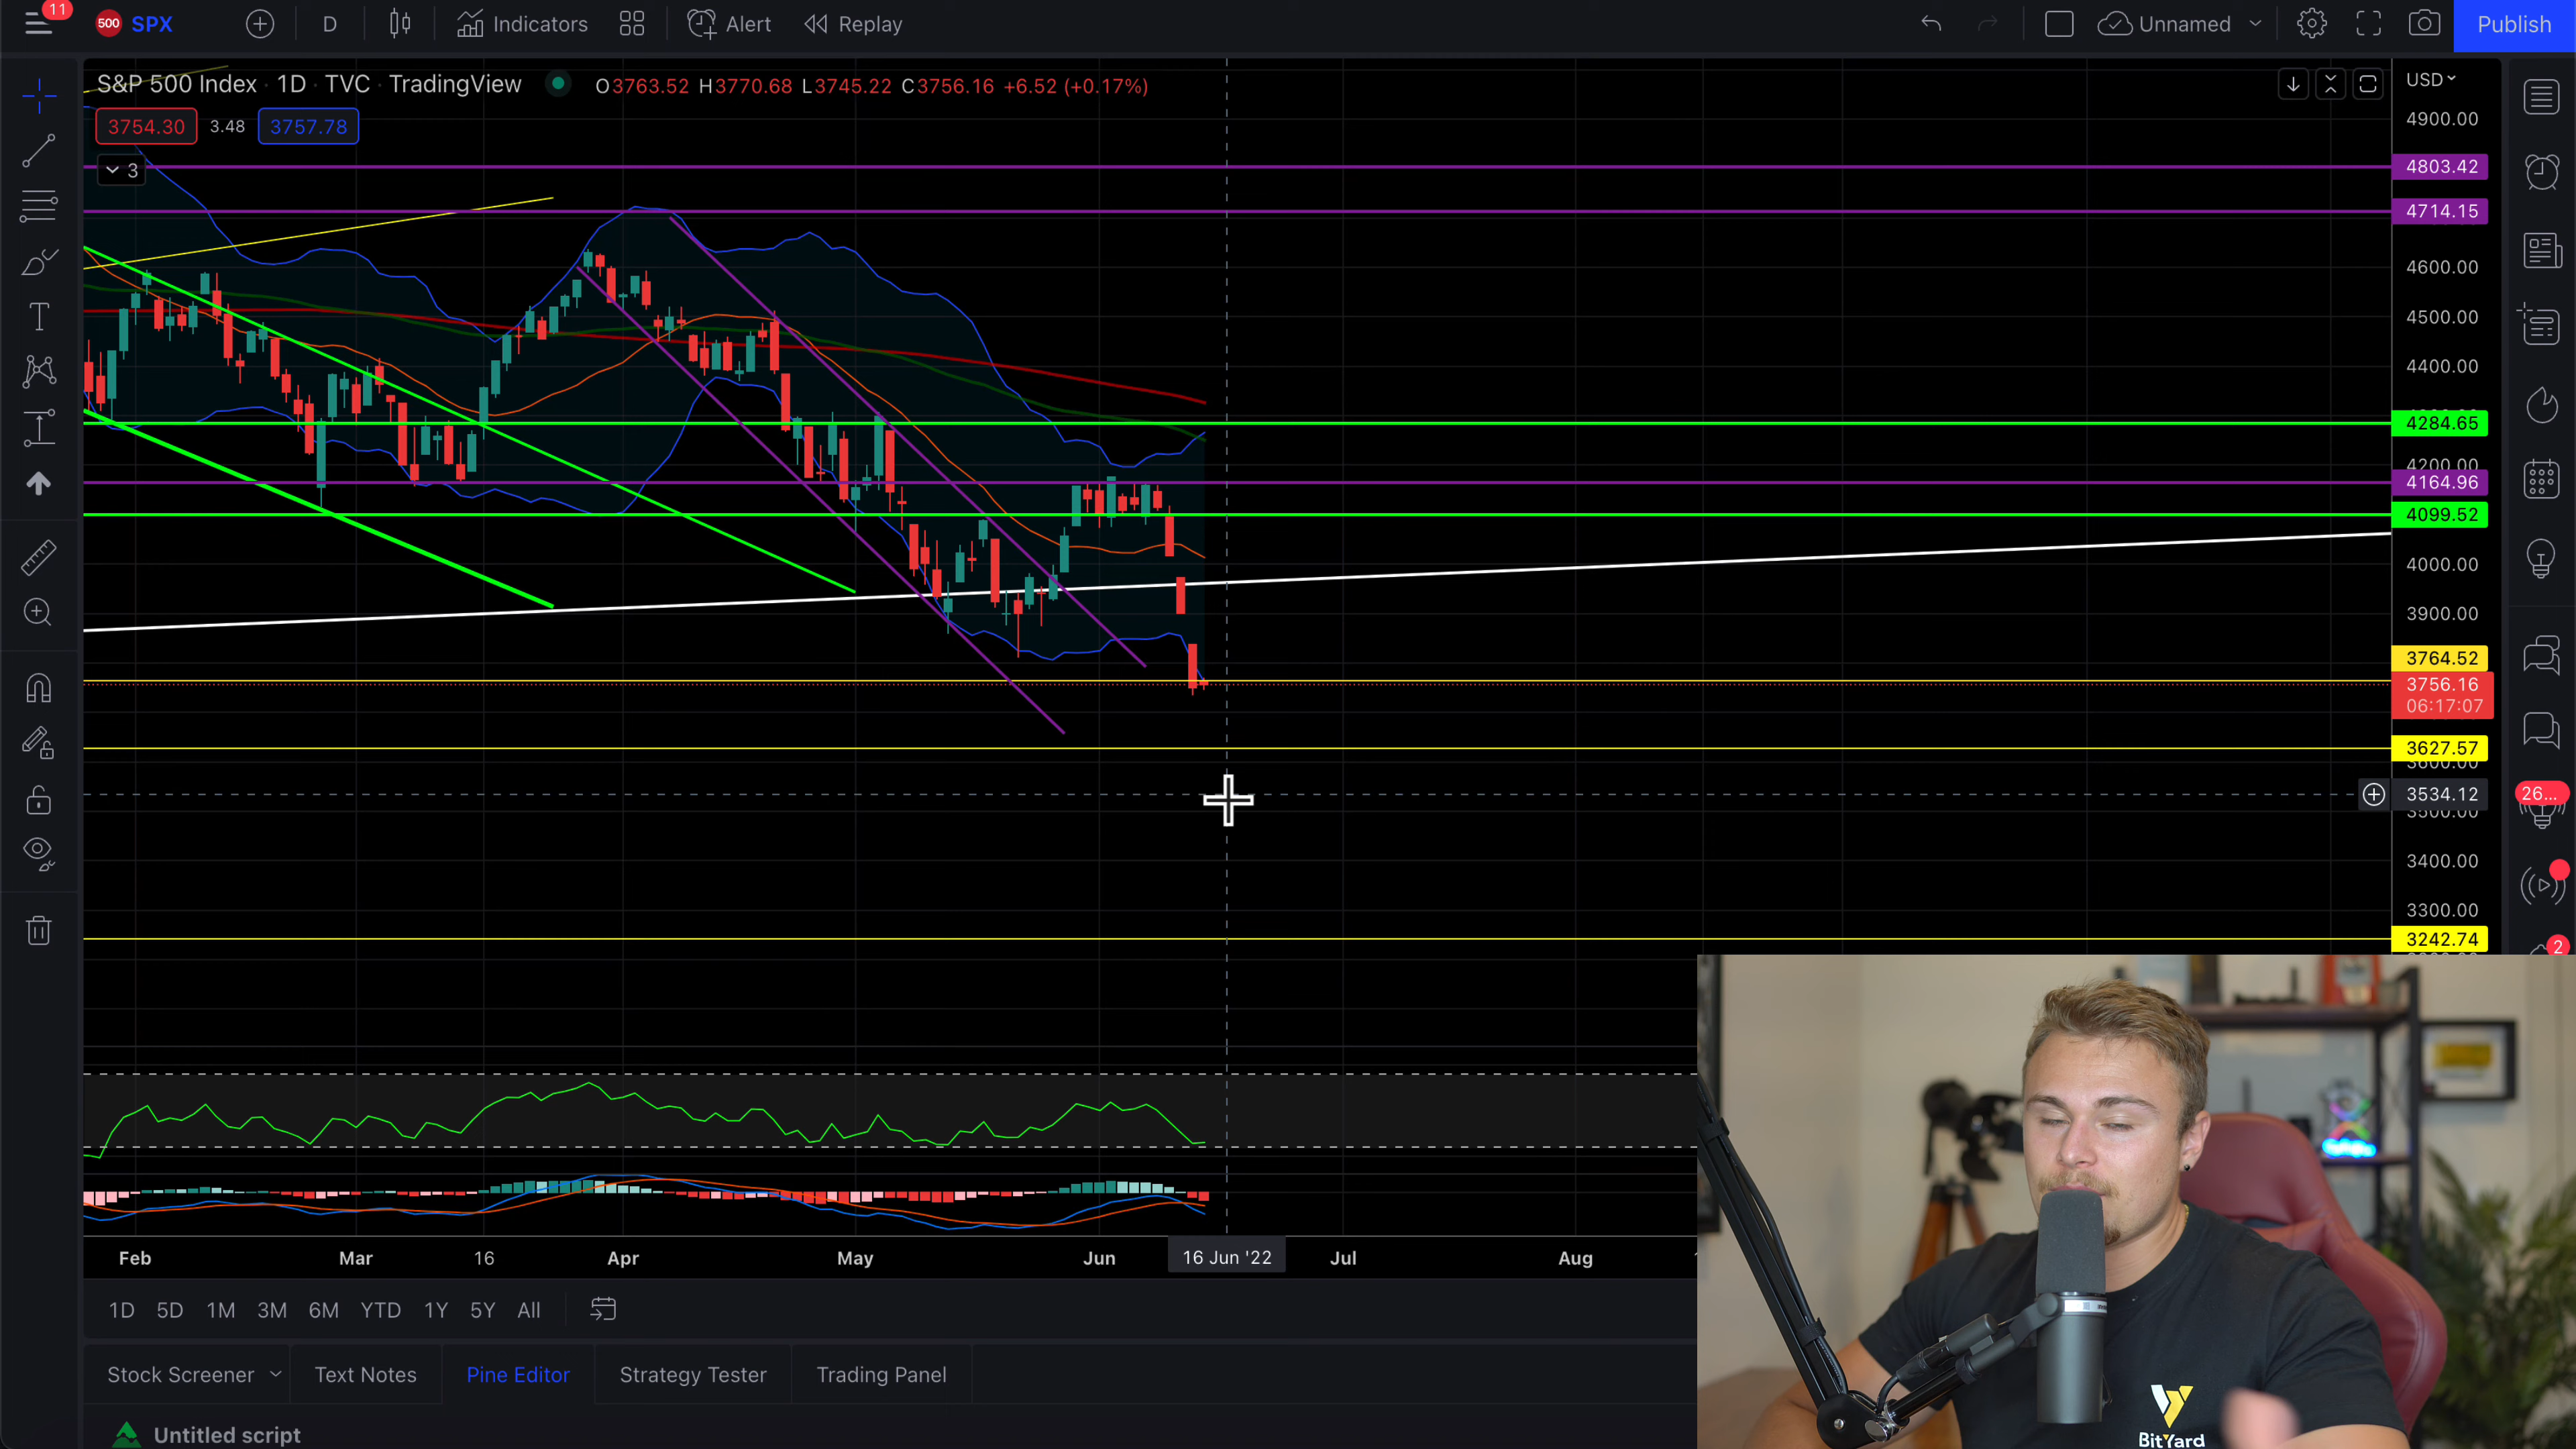 11
500 SPX D Indicators Alert Replay Unnamed Publish
S&P 500 Index · 1D · TVC · TradingView O3763.52 H3770.68 L3745.22 C3756.16 +6.52 (+0.17%)
USD
3754.30 3.48 3757.78
3
4900.00
4803.42
4714.15
4600.00
4500.00
4400.00
4284.65
4200.00
4164.96
4099.52
4000.00
3900.00
3764.52
3756.16
06:17:07
3627.57
3600.00
3534.12
26...
3500.00
3400.00
3300.00
3242.74
2
Feb Mar 16 Apr May Jun 16 Jun '22 Jul Aug
1D 5D 1M 3M 6M YTD 1Y 5Y All
Stock Screener Text Notes Pine Editor Strategy Tester Trading Panel
Untitled script
BitYard